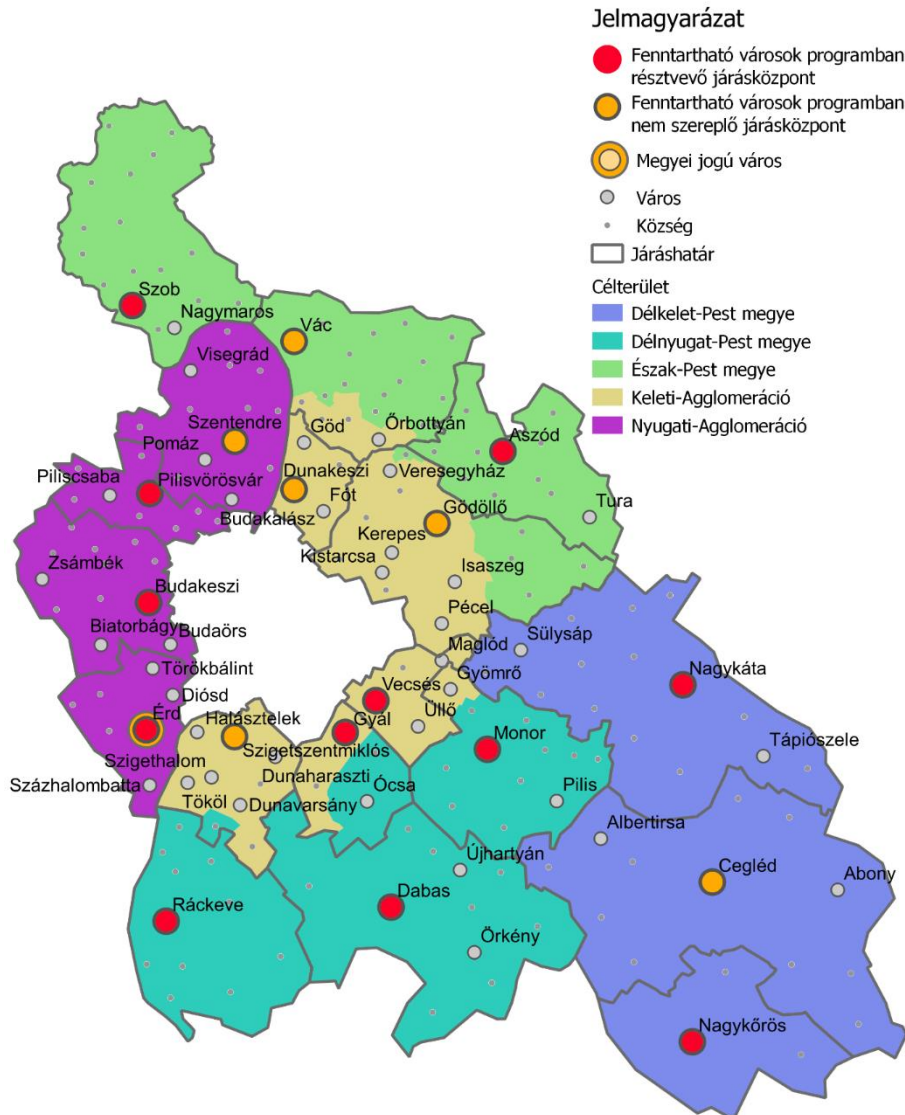 Jelmagyarázat
Fenntartható városok programban
résztvevő járásközpont
Fenntartható városok programban
nem szereplő járásközpont
Megyei jogú város
Város
Község
Járáshatár
Célterület
Délkelet-Pest megye
Délnyugat-Pest megye
Észak-Pest megye
Keleti-Agglomeráció
Nyugati-Agglomeráció
Szob
Nagymaros
Vác
Visegrád
Szentendre
Göd
Őrbottyán
Aszód
Pomáz
Piliscsaba
Pilisvörösvár
Dunakeszi
Veresegyház
Fót
Gödöllő
Tura
Budakalász
Kerepes
Kistarcsa
Zsámbék
Isaszeg
Budakeszi
Pécel
Biatorbágy
Budaörs
Maglód
Sülysáp
Törökbálint
Gyömrő
Nagykáta
Diósd
Vecsés
Érd
Halásztelek
Gyál
Üllő
Monor
Szigetszentmiklós
Szigethalom
Tápiószele
Százhalombatta
Dunaharaszti
Ócsa
Pilis
Tököl
Dunavarsány
Albertirsa
Újhartyán
Cegléd
Abony
Ráckeve
Dabas
Örkény
Nagykőrös